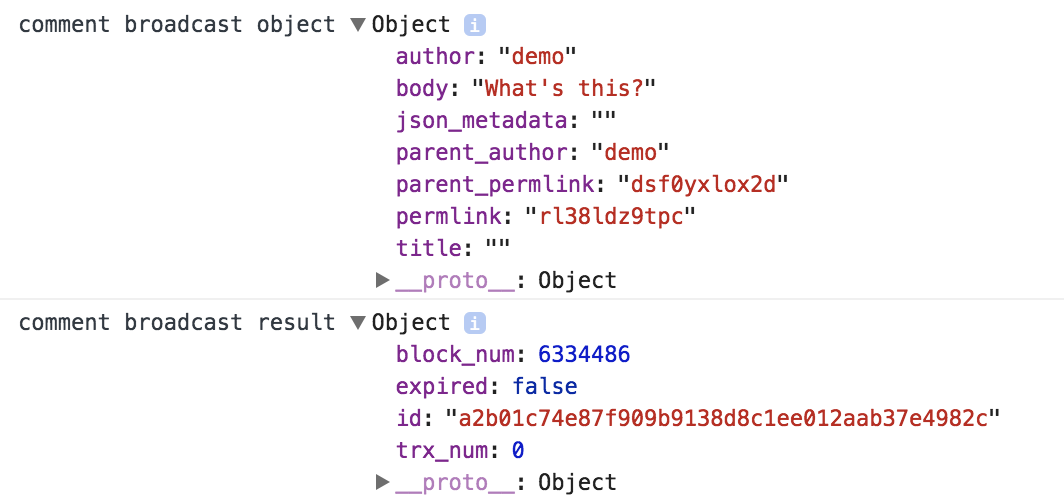 comment broadcast object ▼Object i
author: "demo"
body: "What's this?"
json_metadata: ""
parent_author: "demo"
parent_permlink: "dsf0yxlox2d"
permlink: "rl38ldz9tpc"
title: ""
▶__proto__: Object
comment broadcast result ▼Object i
block_num: 6334486
expired: false
id: "a2b01c74e87f909b9138d8c1ee012aab37e4982c"
trx_num: 0
▶__proto__: Object